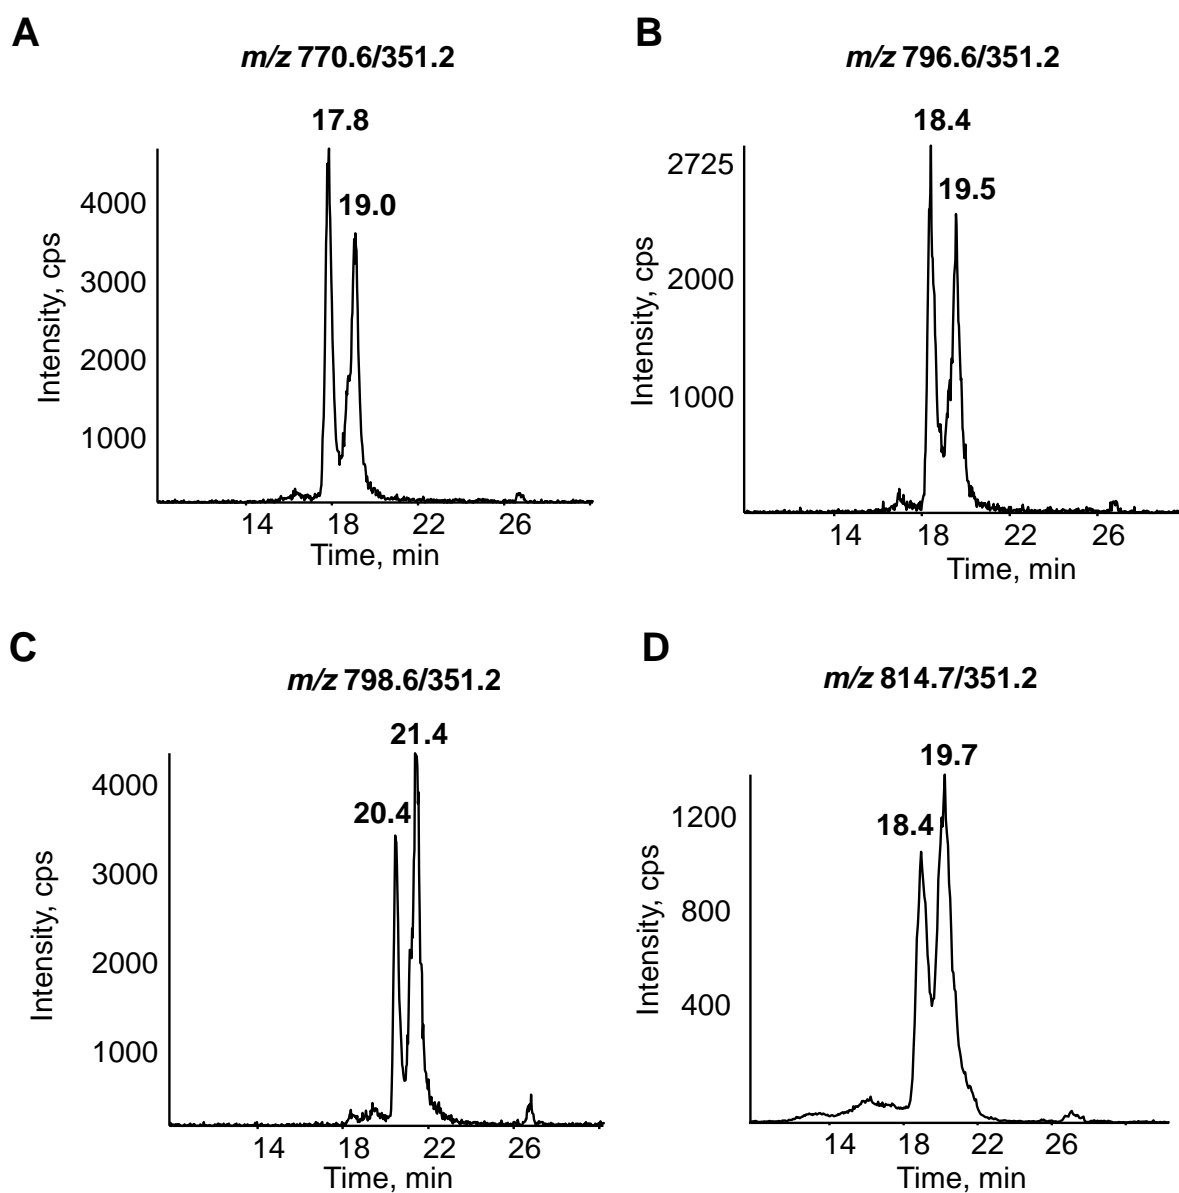 A
m/z 770.6/351.2
17.8
19.0
4000
3000
2000
1000
Intensity, cps
14 18 22 26
Time, min
B
m/z 796.6/351.2
18.4
19.5
2725
2000
1000
Intensity, cps
14 18 22 26
Time, min
C
m/z 798.6/351.2
21.4
20.4
4000
3000
2000
1000
Intensity, cps
14 18 22 26
Time, min
D
m/z 814.7/351.2
19.7
18.4
1200
800
400
Intensity, cps
14 18 22 26
Time, min